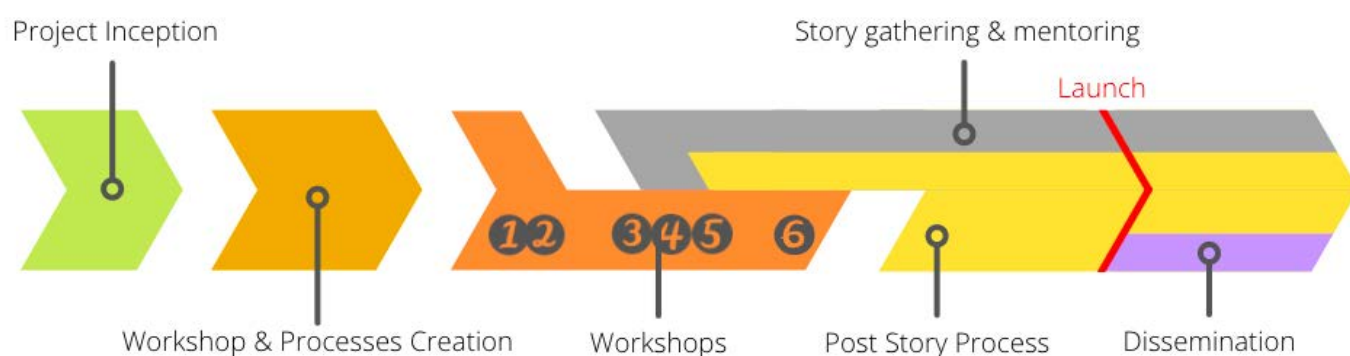 Project Inception
Story gathering & mentoring
Launch
1 2 3 4 5 6
Workshop & Processes Creation
Workshops
Post Story Process
Dissemination